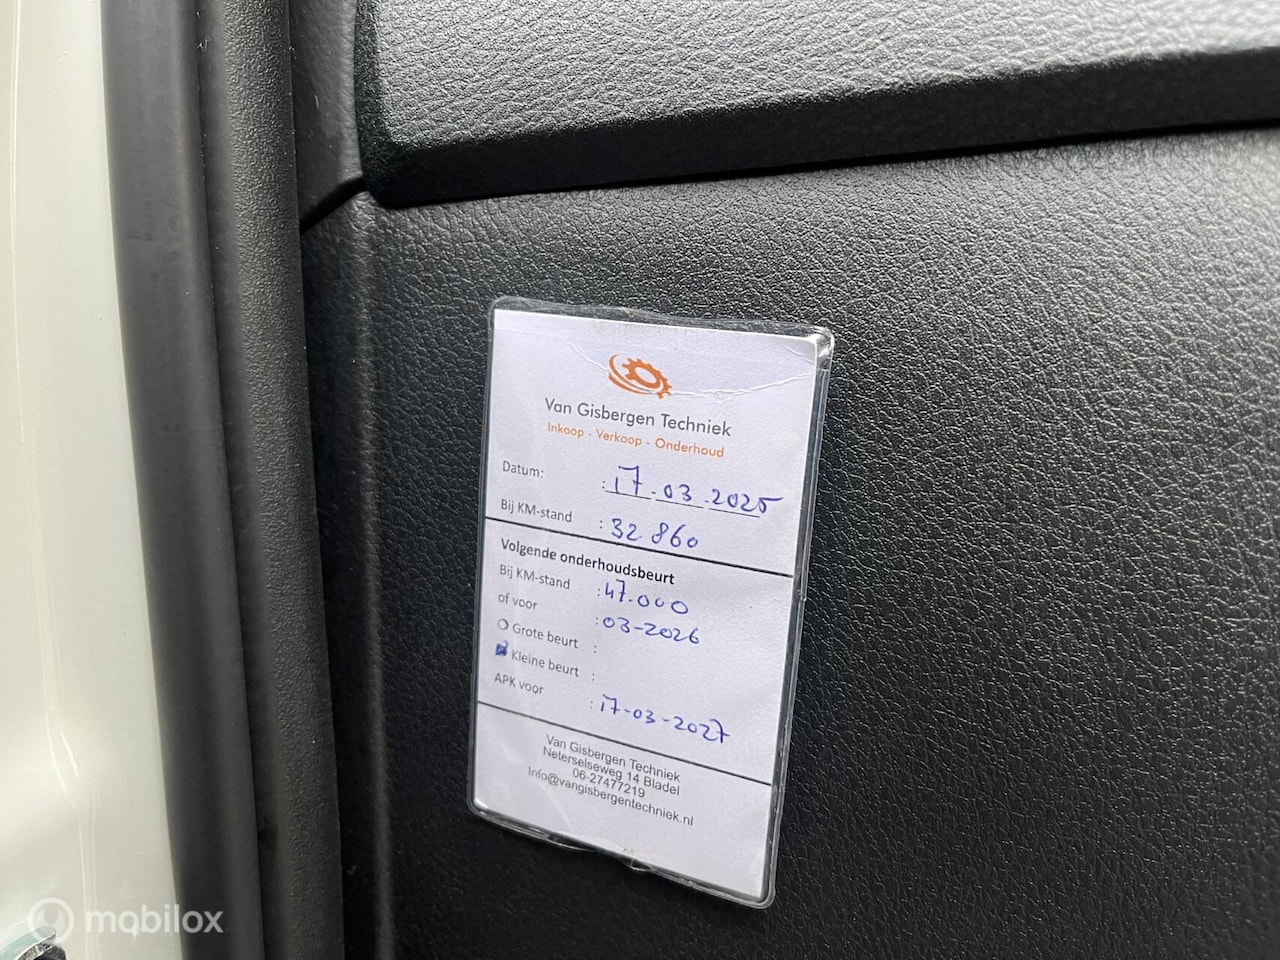 Van Gisbergen Techniek
Inkoop - Verkoop - Onderhoud
Datum: : 17-03-2025
Bij KM-stand : 32.860
Volgende onderhoudsbeurt
Bij KM-stand : 47.000
of voor : 03-2026
Grote beurt :
Kleine beurt :
APK voor : 17-03-2027
Van Gisbergen Techniek
Neterselseweg 14 Bladel
06-27477219
Info@vangisbergentechniek.nl
mobilox